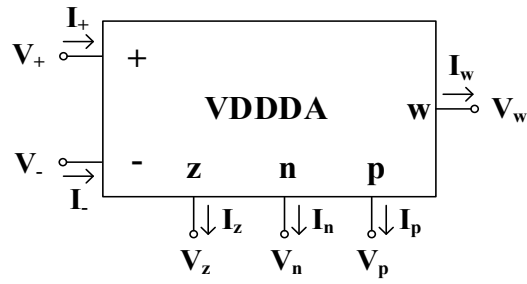 I+
V+ + Iw
VDDDA
w Vw
V- -
z n p
I- Iz In Ip
Vz Vn Vp